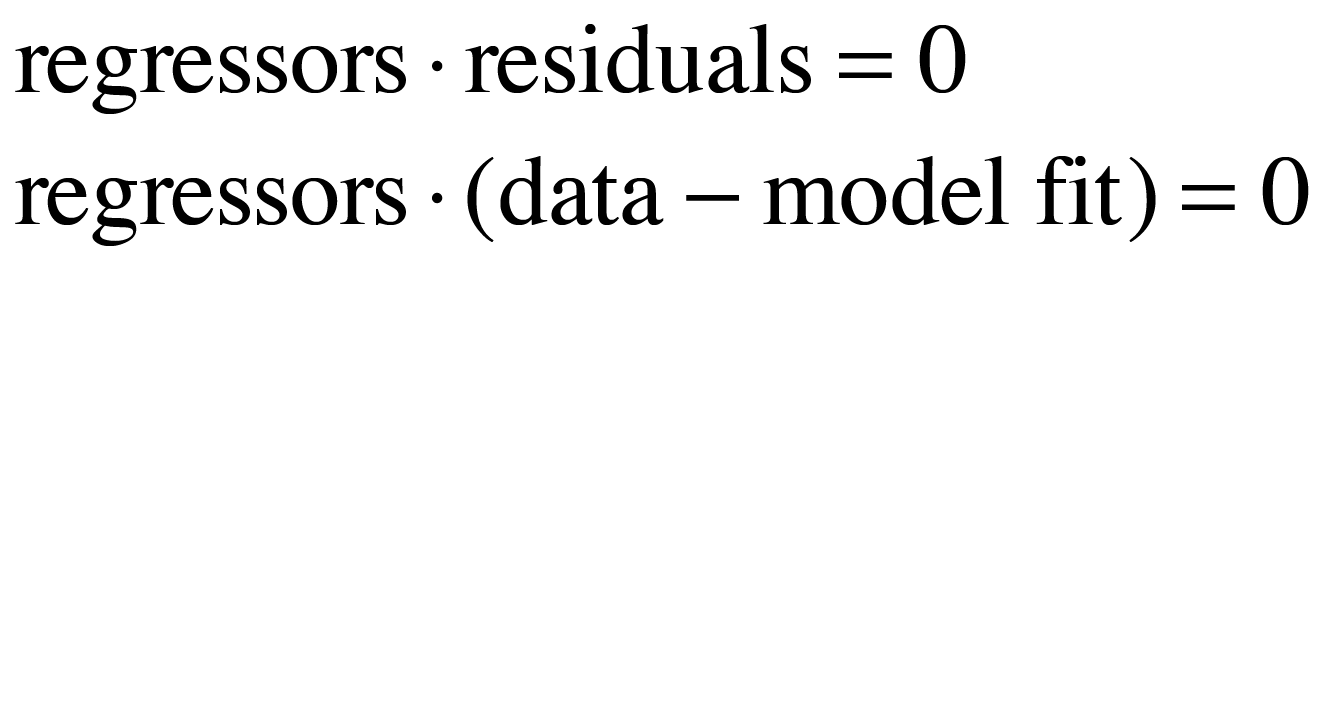 regressors · residuals = 0
regressors · (data − model fit) = 0